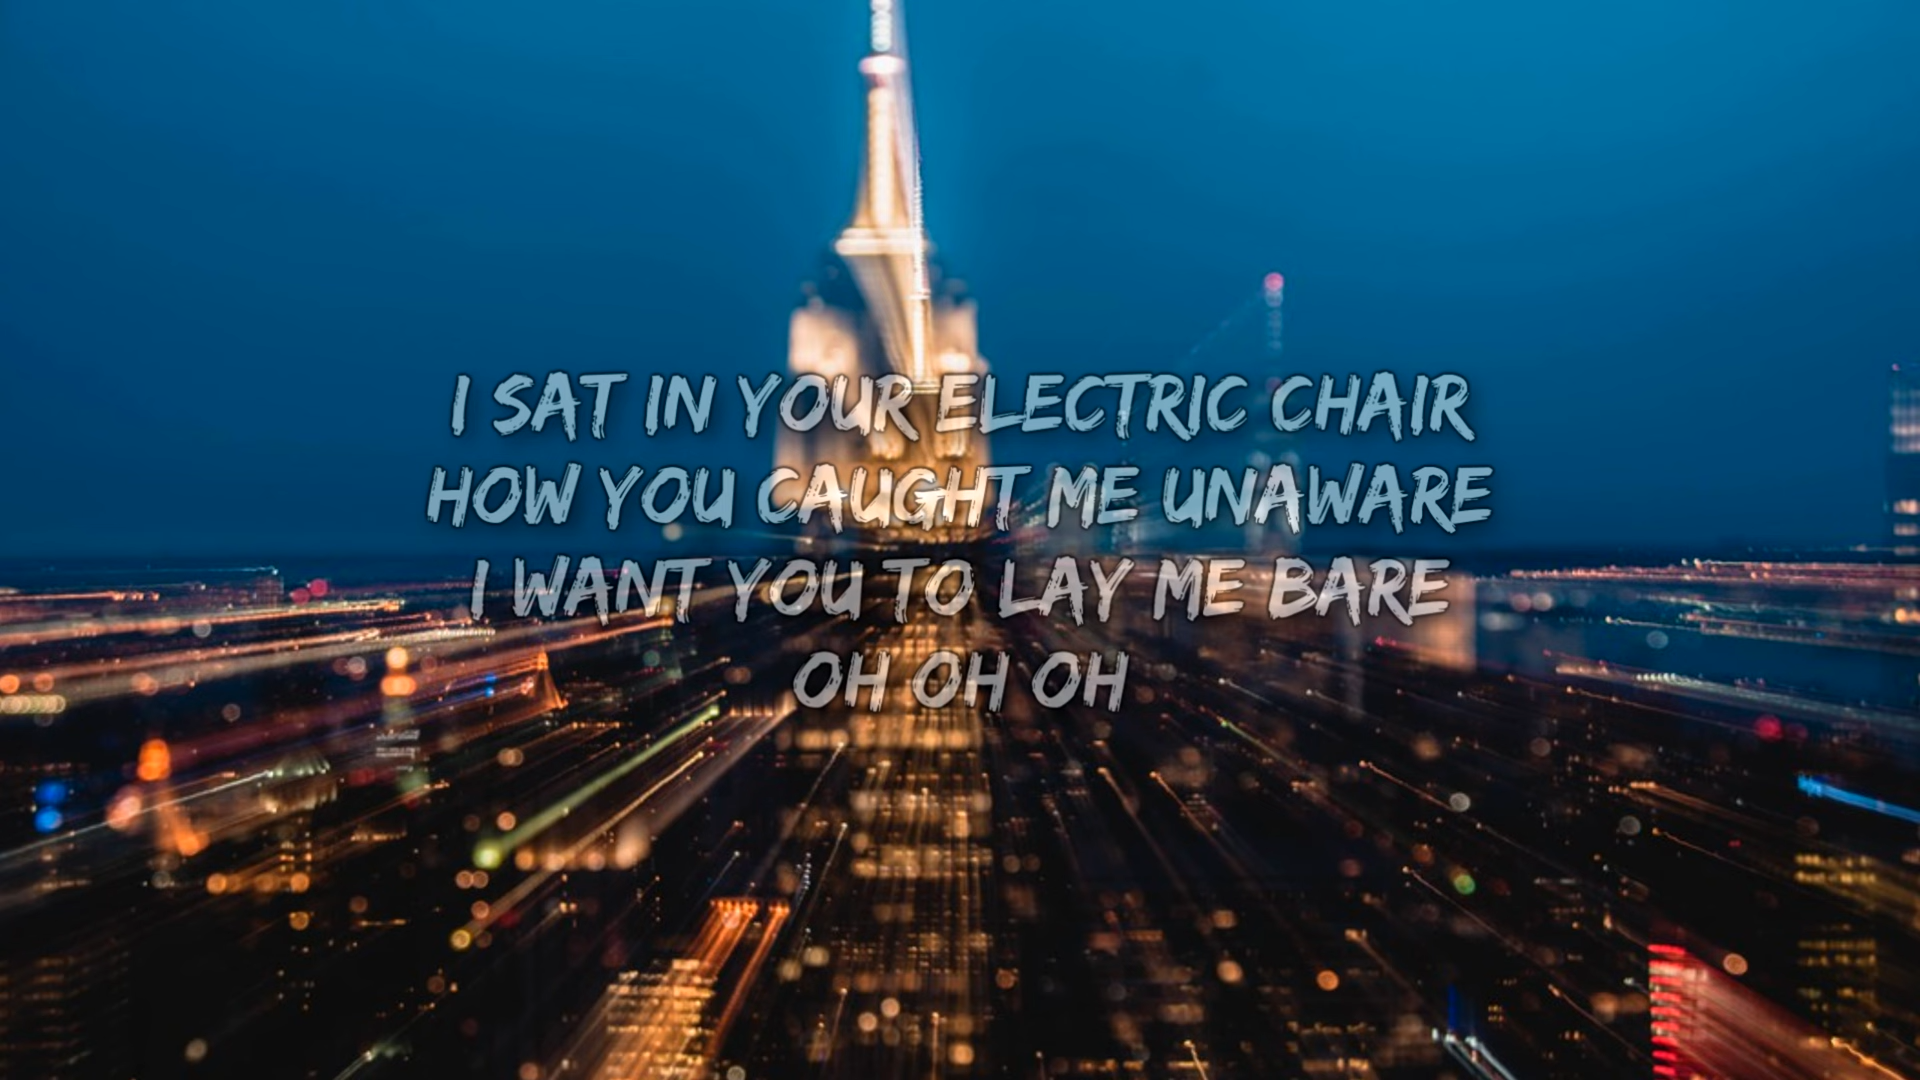 I SAT IN YOUR ELECTRIC CHAIR
HOW YOU CAUGHT ME UNAWARE
I WANT YOU TO LAY ME BARE
OH OH OH